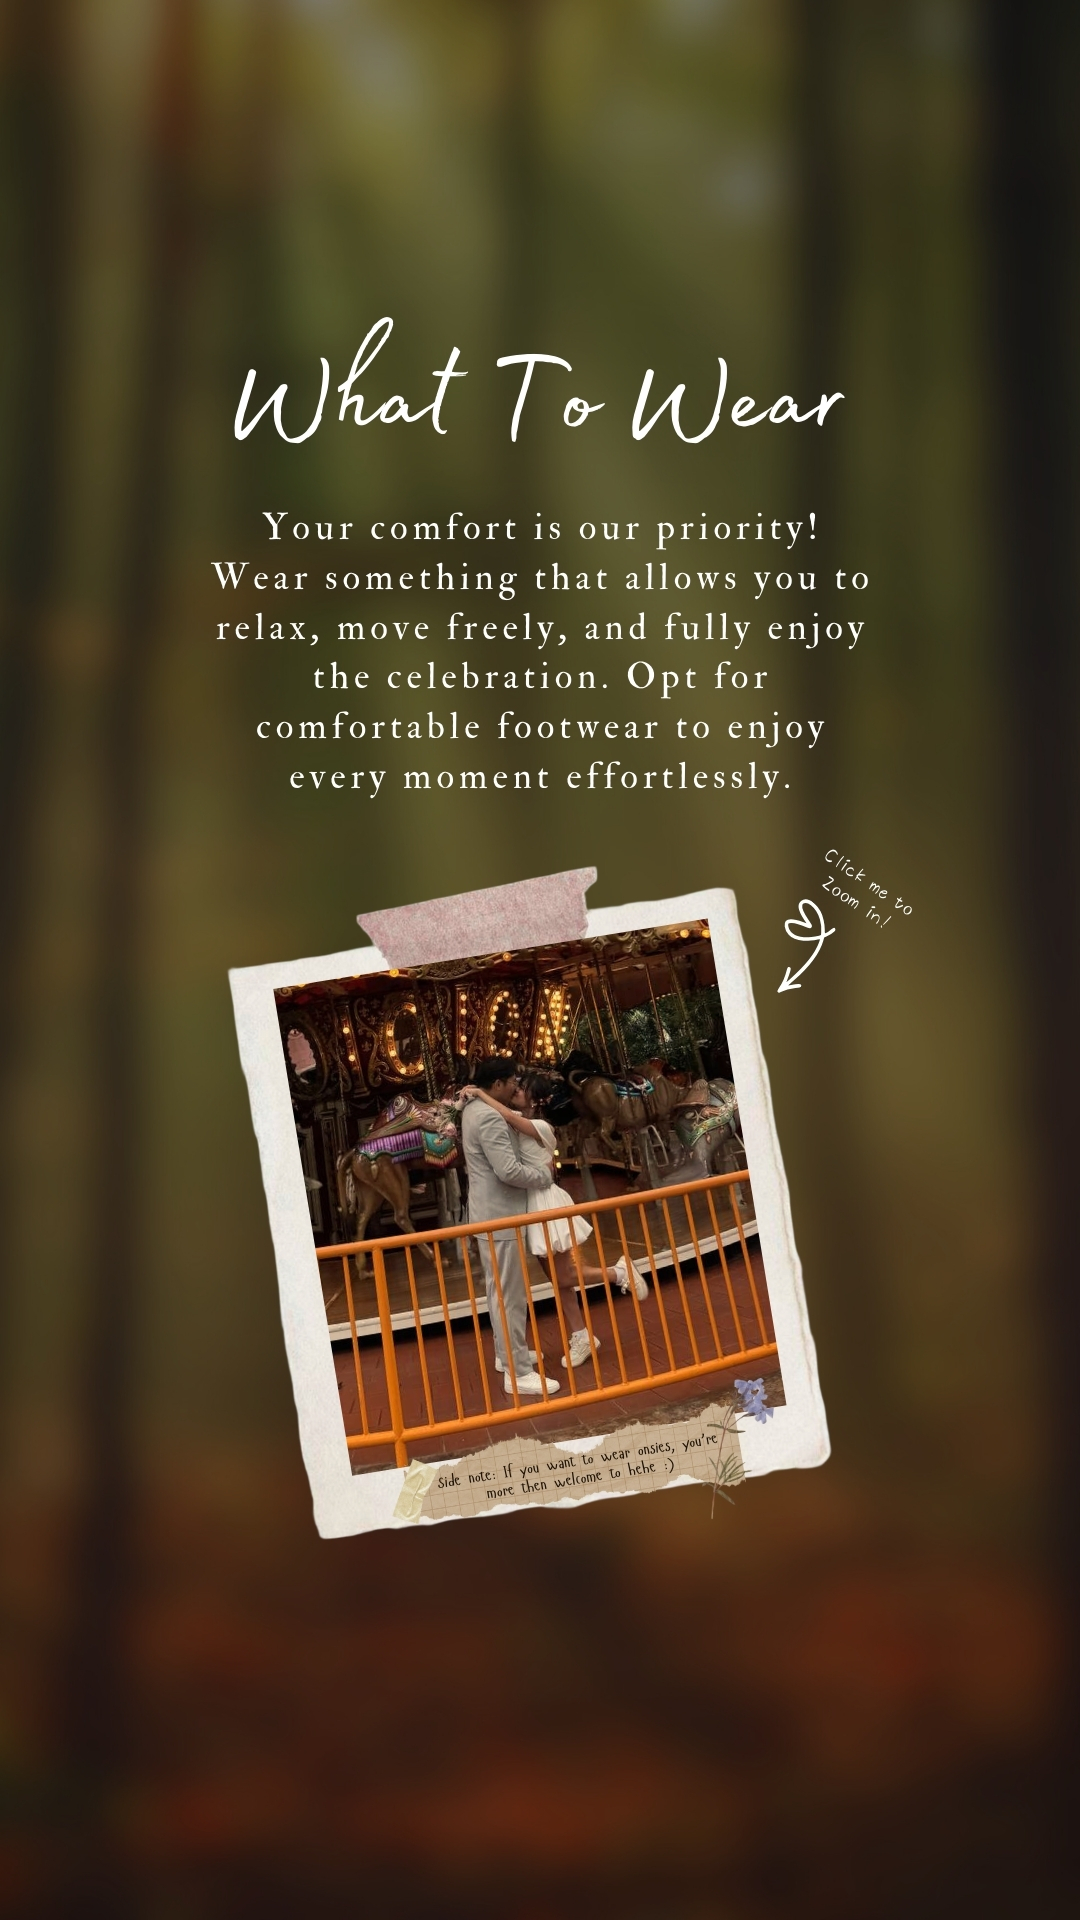 What To Wear
Your comfort is our priority!
Wear something that allows you to
relax, move freely, and fully enjoy
the celebration. Opt for
comfortable footwear to enjoy
every moment effortlessly.
Click me to
Zoom in!
Side note: If you want to wear onsies, you're
more then welcome to hehe :)